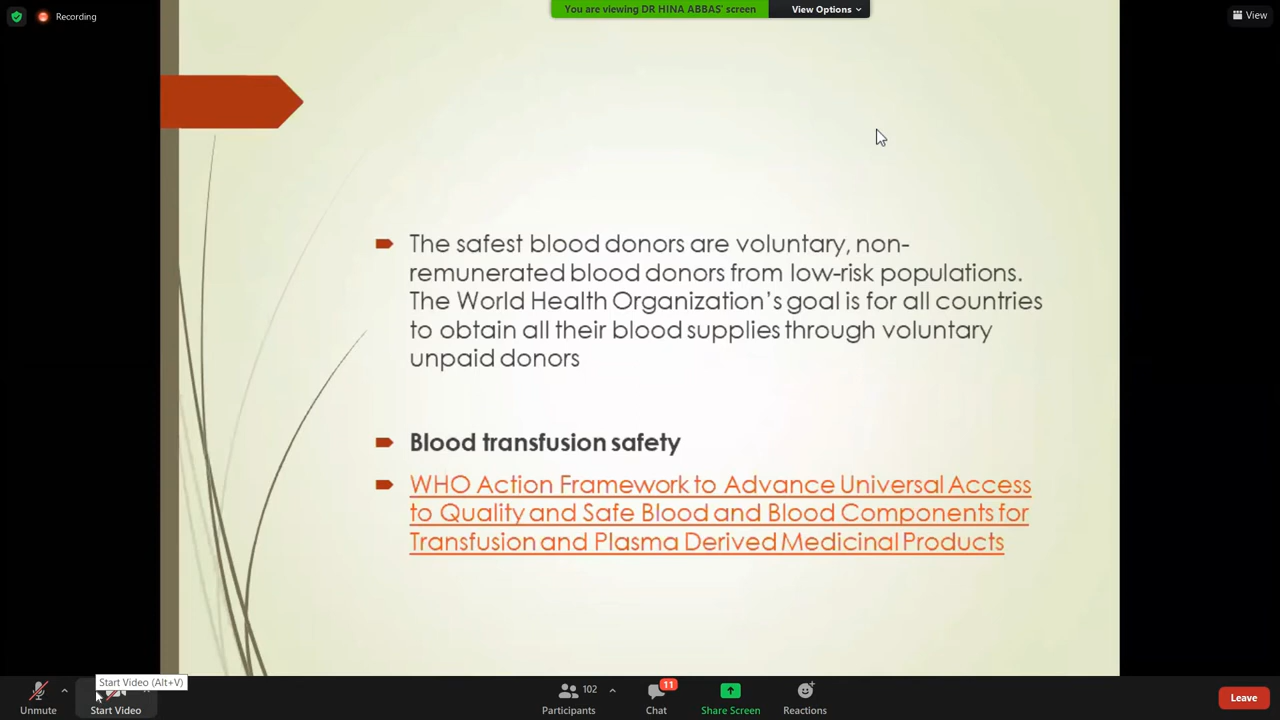 Recording
You are viewing DR HINA ABBAS' screen
View Options
View
The safest blood donors are voluntary, non-
remunerated blood donors from low-risk populations.
The World Health Organization's goal is for all countries
to obtain all their blood supplies through voluntary
unpaid donors
Blood transfusion safety
WHO Action Framework to Advance Universal Access
to Quality and Safe Blood and Blood Components for
Transfusion and Plasma Derived Medicinal Products
Start Video (Alt+V)
Unmute
Start Video
102
Participants
11
Chat
Share Screen
Reactions
Leave